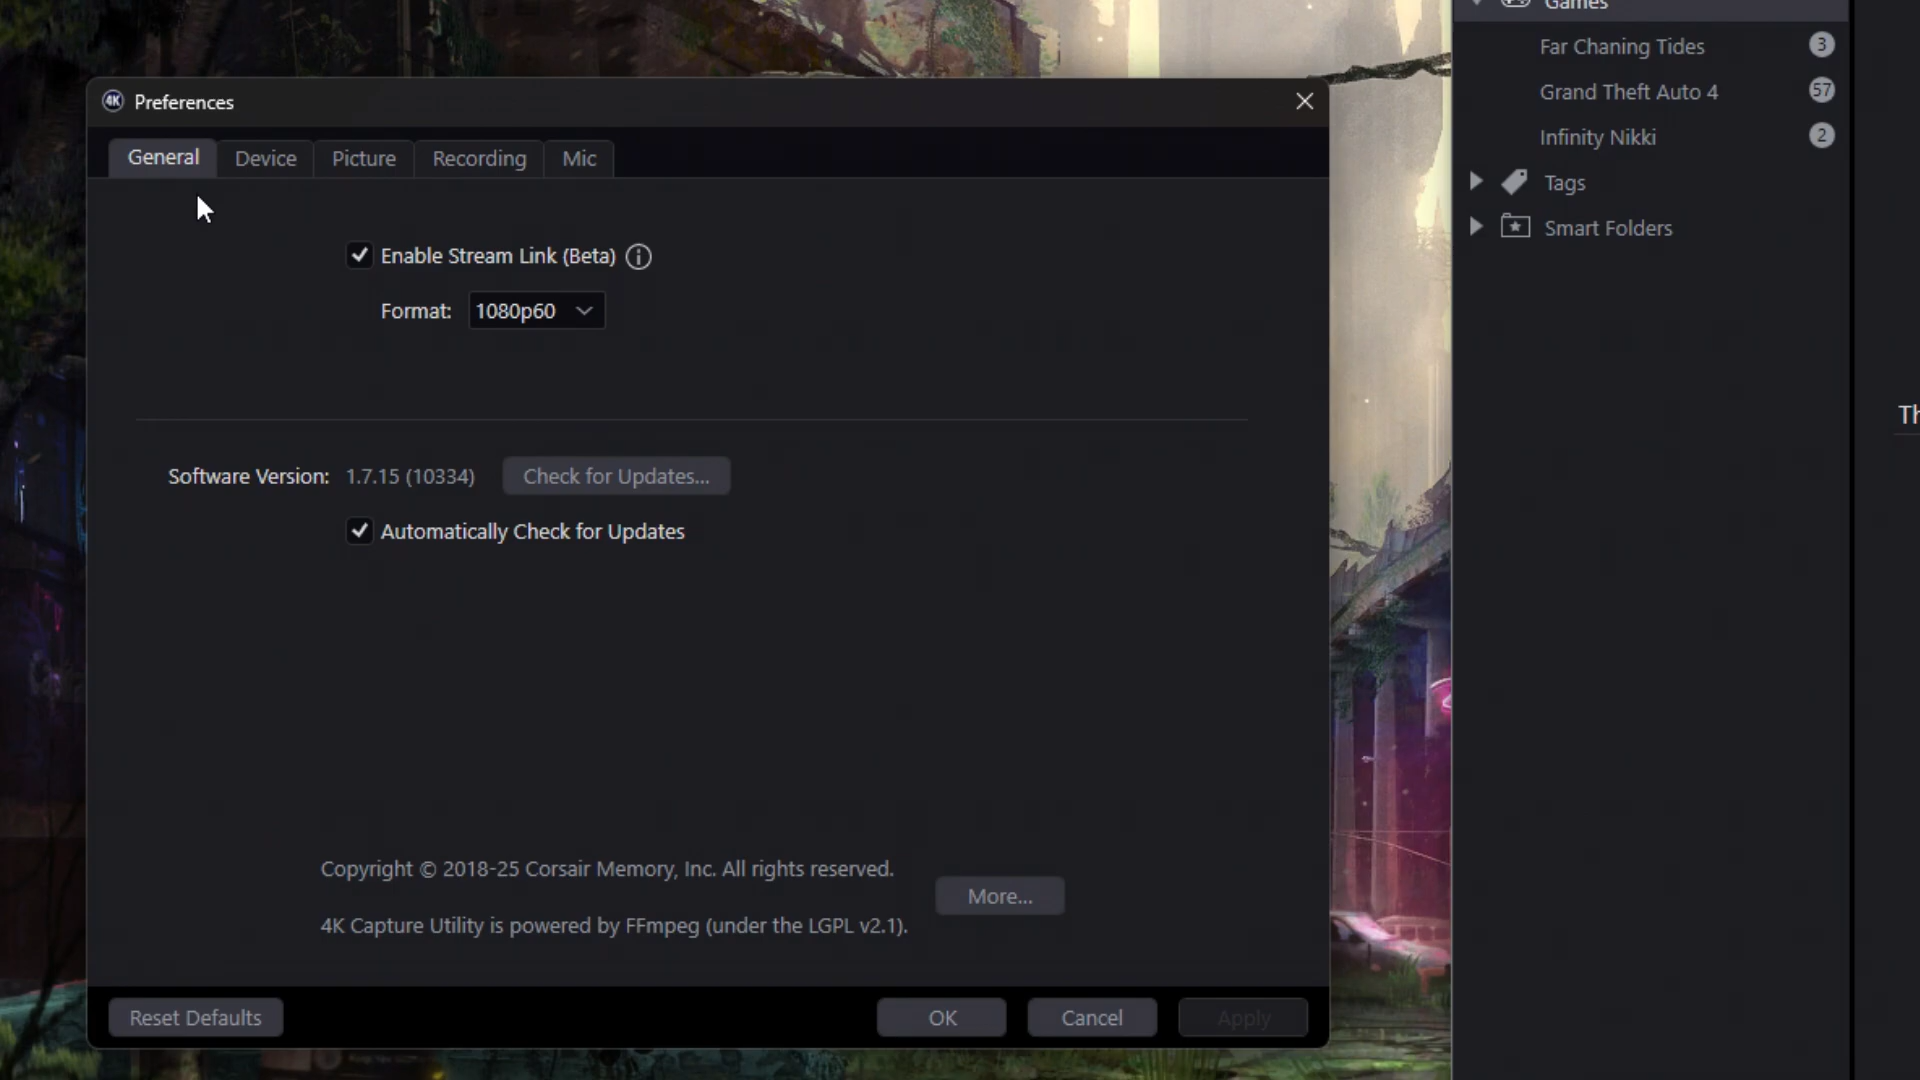 Games
Far Chaning Tides 3
Grand Theft Auto 4 57
Infinity Nikki 2
Tags
Smart Folders
4K Preferences
General Device Picture Recording Mic
Enable Stream Link (Beta)
Format: 1080p60
Software Version: 1.7.15 (10334) Check for Updates...
Automatically Check for Updates
Copyright © 2018-25 Corsair Memory, Inc. All rights reserved.
More...
4K Capture Utility is powered by FFmpeg (under the LGPL v2.1).
Reset Defaults OK Cancel Apply